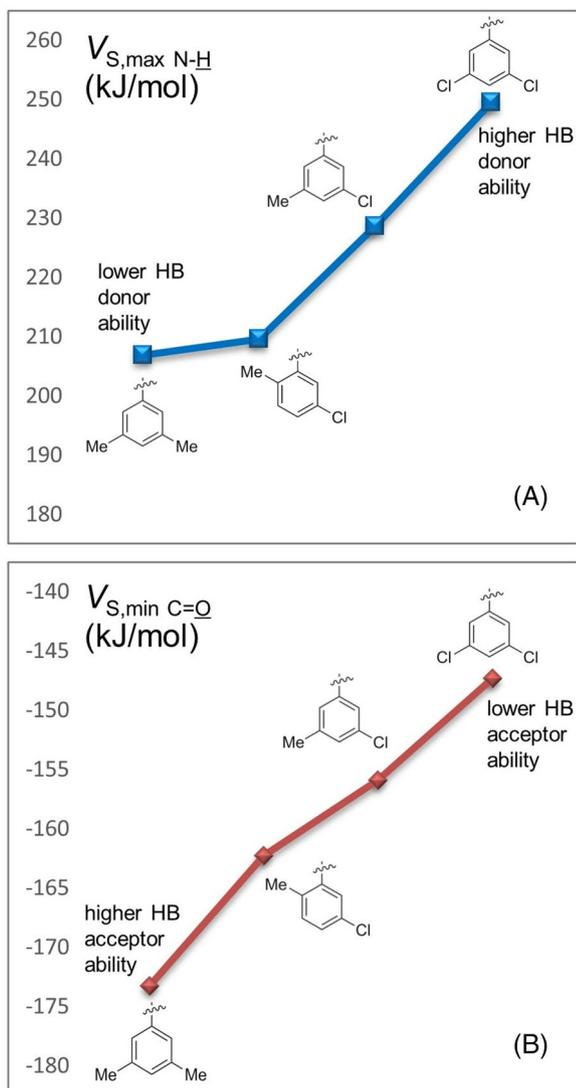 260
V S,max N-H
(kJ/mol)
250
Cl Cl
higher HB
donor
ability
240
Me Cl
230
220
lower HB
donor
ability
210
Me
Cl
200
Me Me
190
180
(A)
-140
V S,min C=O
(kJ/mol)
-145
Cl Cl
-150
lower HB
acceptor
ability
Me Cl
-155
-160
-165
Me
Cl
higher HB
acceptor
ability
-170
-175
-180
Me Me
(B)